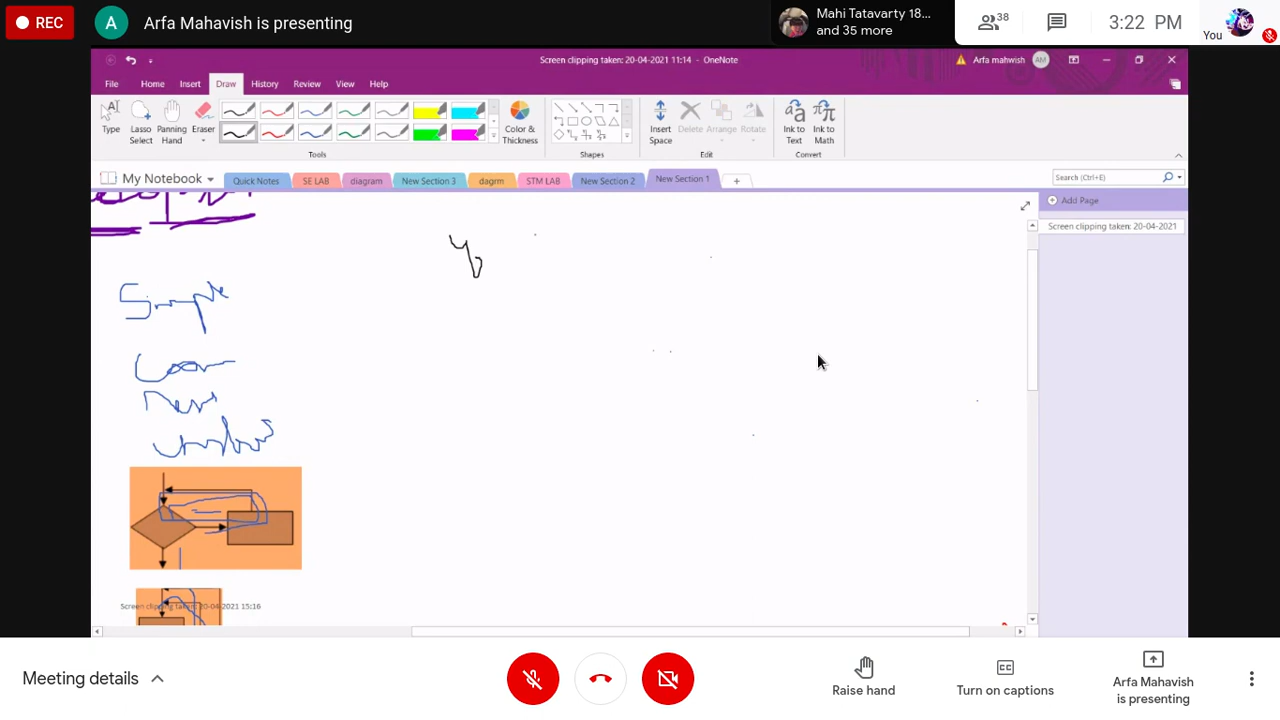 REC
A
Arfa Mahavish is presenting
Mahi Tatavarty 18...
and 35 more
38
3:22 PM
You
Screen clipping taken: 20-04-2021 11:14 - OneNote
Arfa mahwish
AM
File Home Insert Draw History Review View Help
Type
Lasso Select
Panning Hand
Eraser
Color & Thickness
Insert Space
Delete
Arrange
Rotate
Ink to Text
Ink to Math
Tools
Shapes
Edit
Convert
My Notebook
Quick Notes
SE LAB
diagram
New Section 3
dagrm
STM LAB
New Section 2
New Section 1
Search (Ctrl+E)
Add Page
Screen clipping taken: 20-04-2021
Simple
Screen clipping taken: 20-04-2021 15:16
Meeting details
Raise hand
Turn on captions
Arfa Mahavish
is presenting